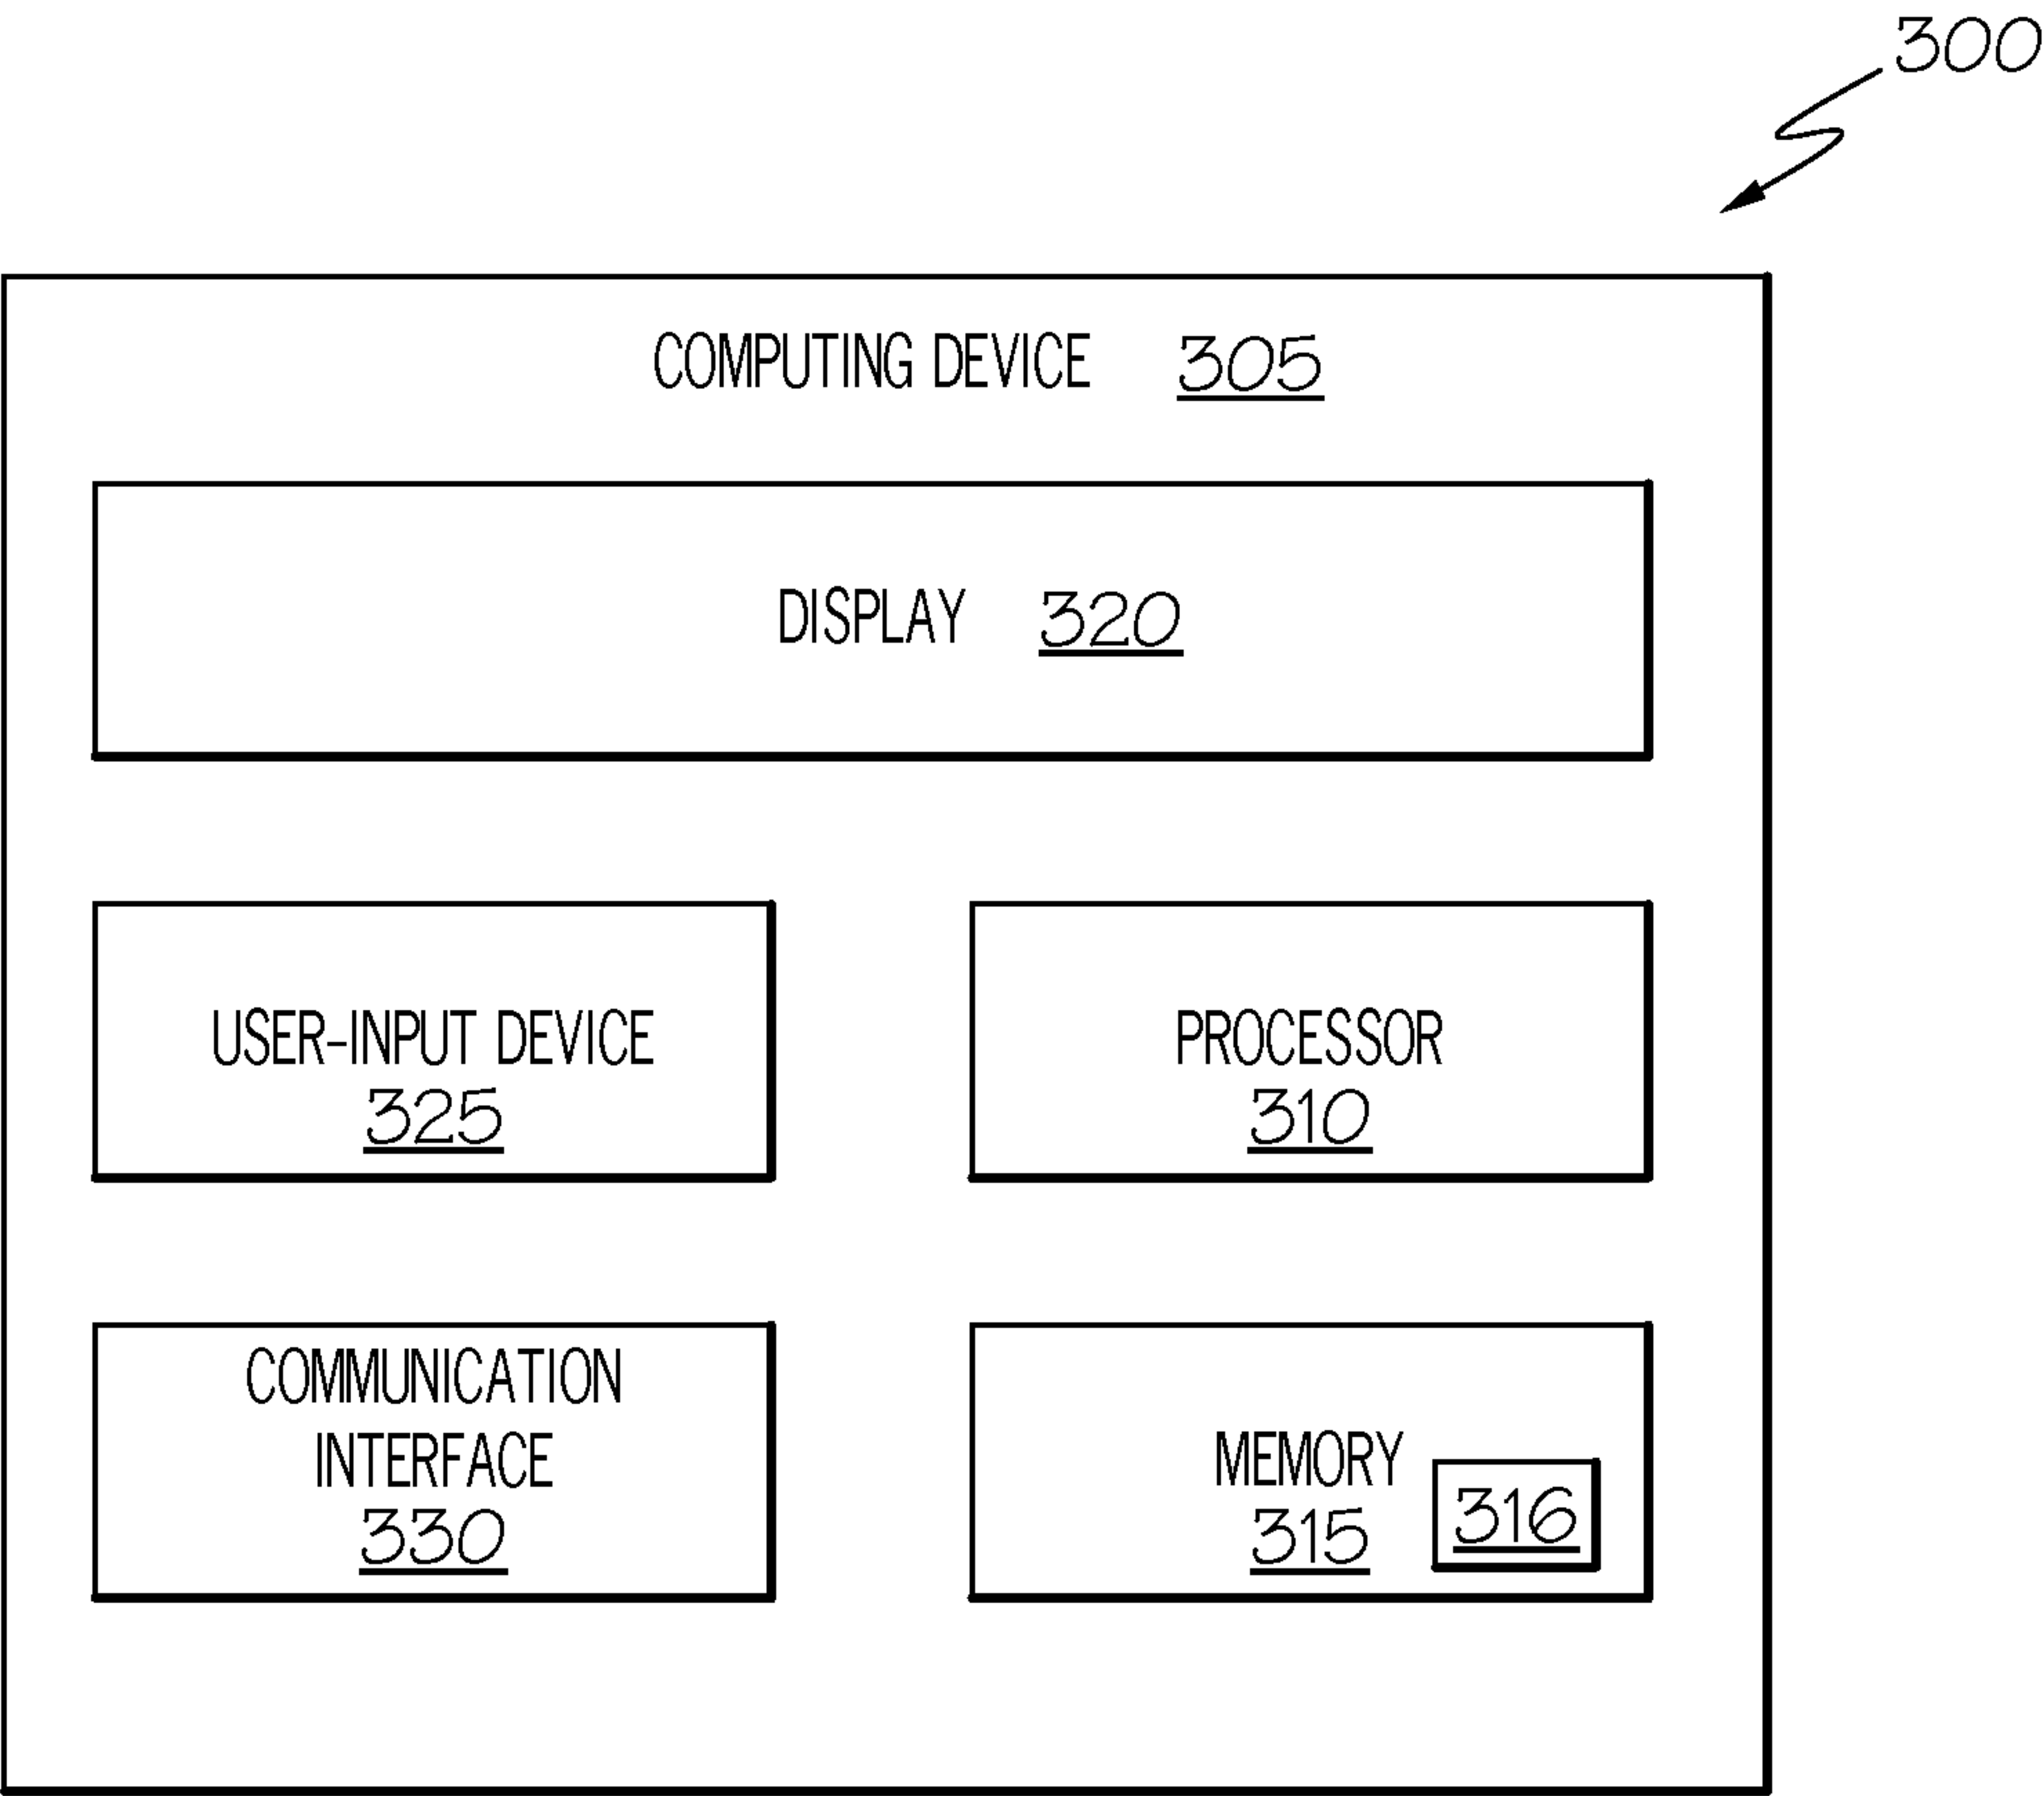 300
COMPUTING DEVICE 305
DISPLAY 320
USER-INPUT DEVICE
325
PROCESSOR
310
COMMUNICATION
INTERFACE
330
MEMORY
315
316